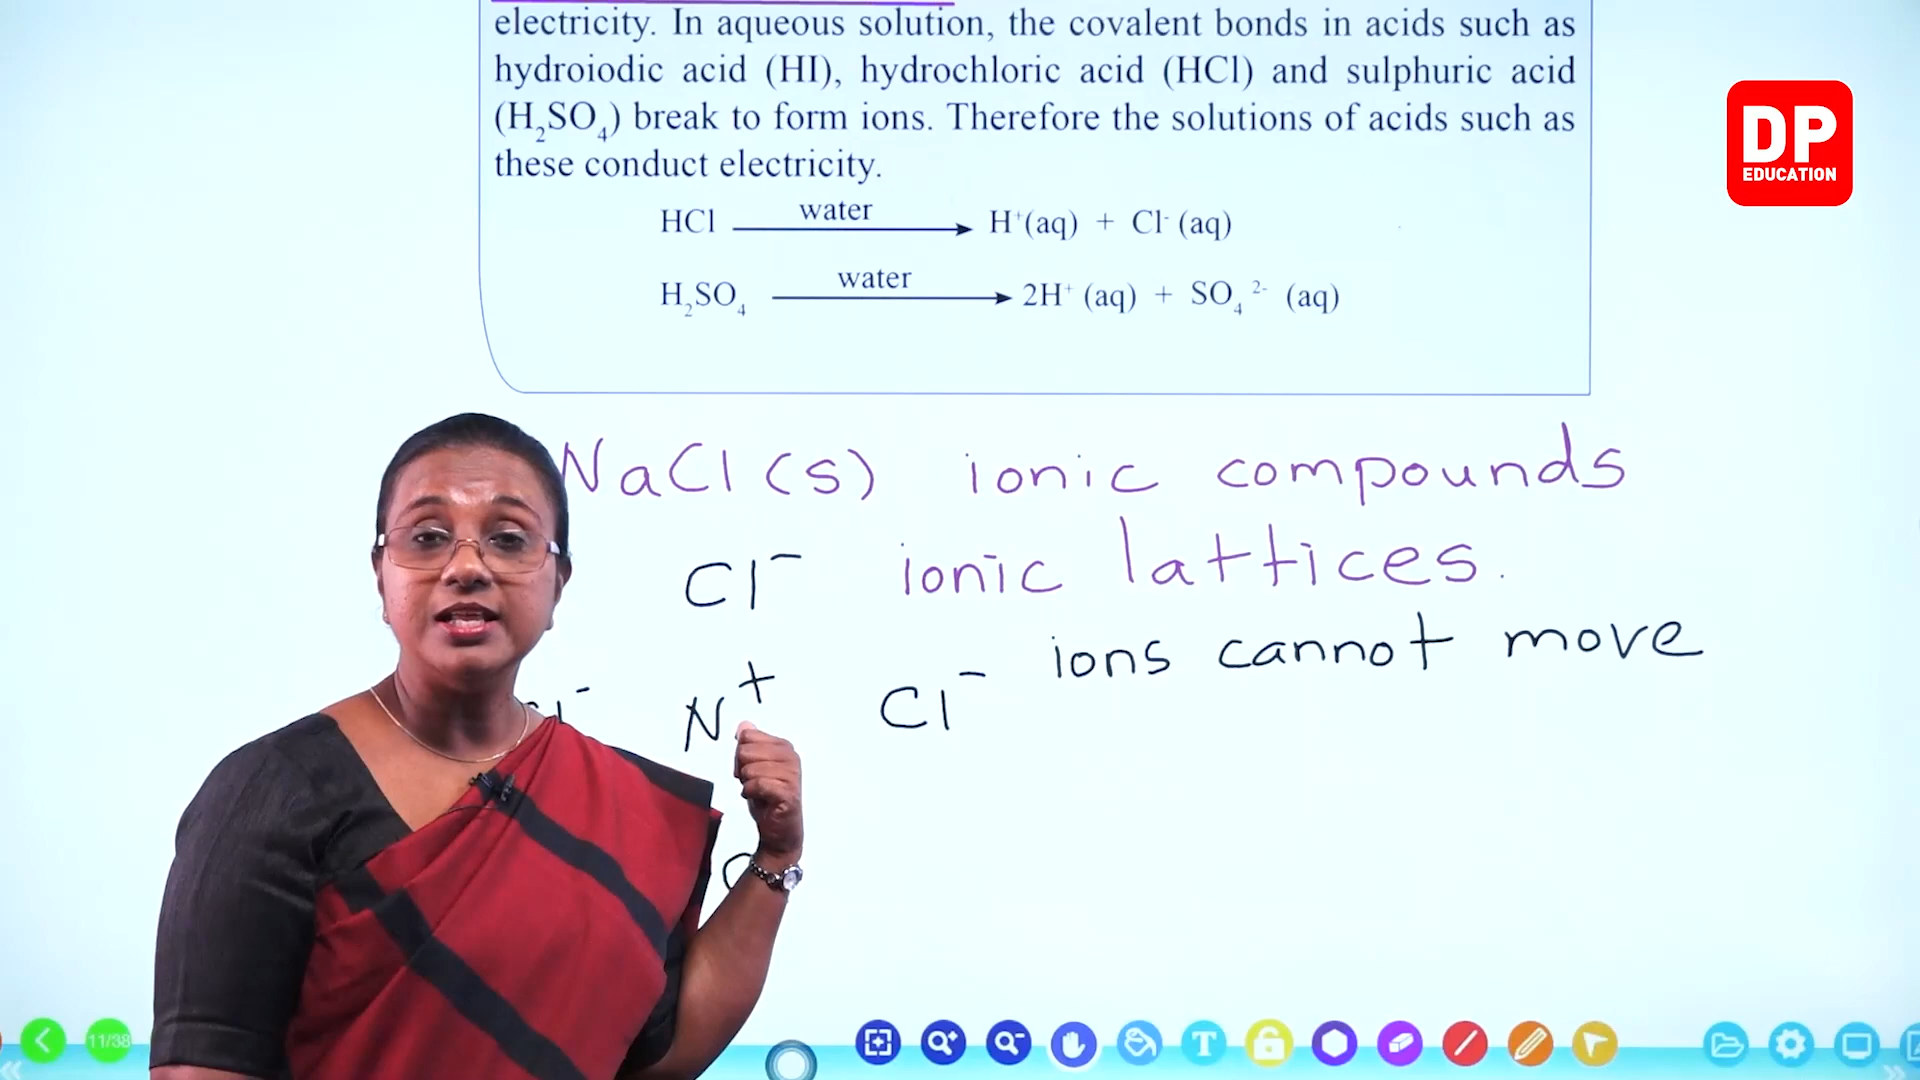 electricity. In aqueous solution, the covalent bonds in acids such as
hydroiodic acid (HI), hydrochloric acid (HCl) and sulphuric acid
(H₂SO₄) break to form ions. Therefore the solutions of acids such as
these conduct electricity.
water
HCl → H⁺(aq) + Cl⁻ (aq)
water
H₂SO₄ → 2H⁺ (aq) + SO₄²⁻ (aq)
DP
EDUCATION
NaCl(s) ionic compounds
Cl⁻ ionic lattices.
ions cannot move
N⁺ Cl⁻
11/38
T